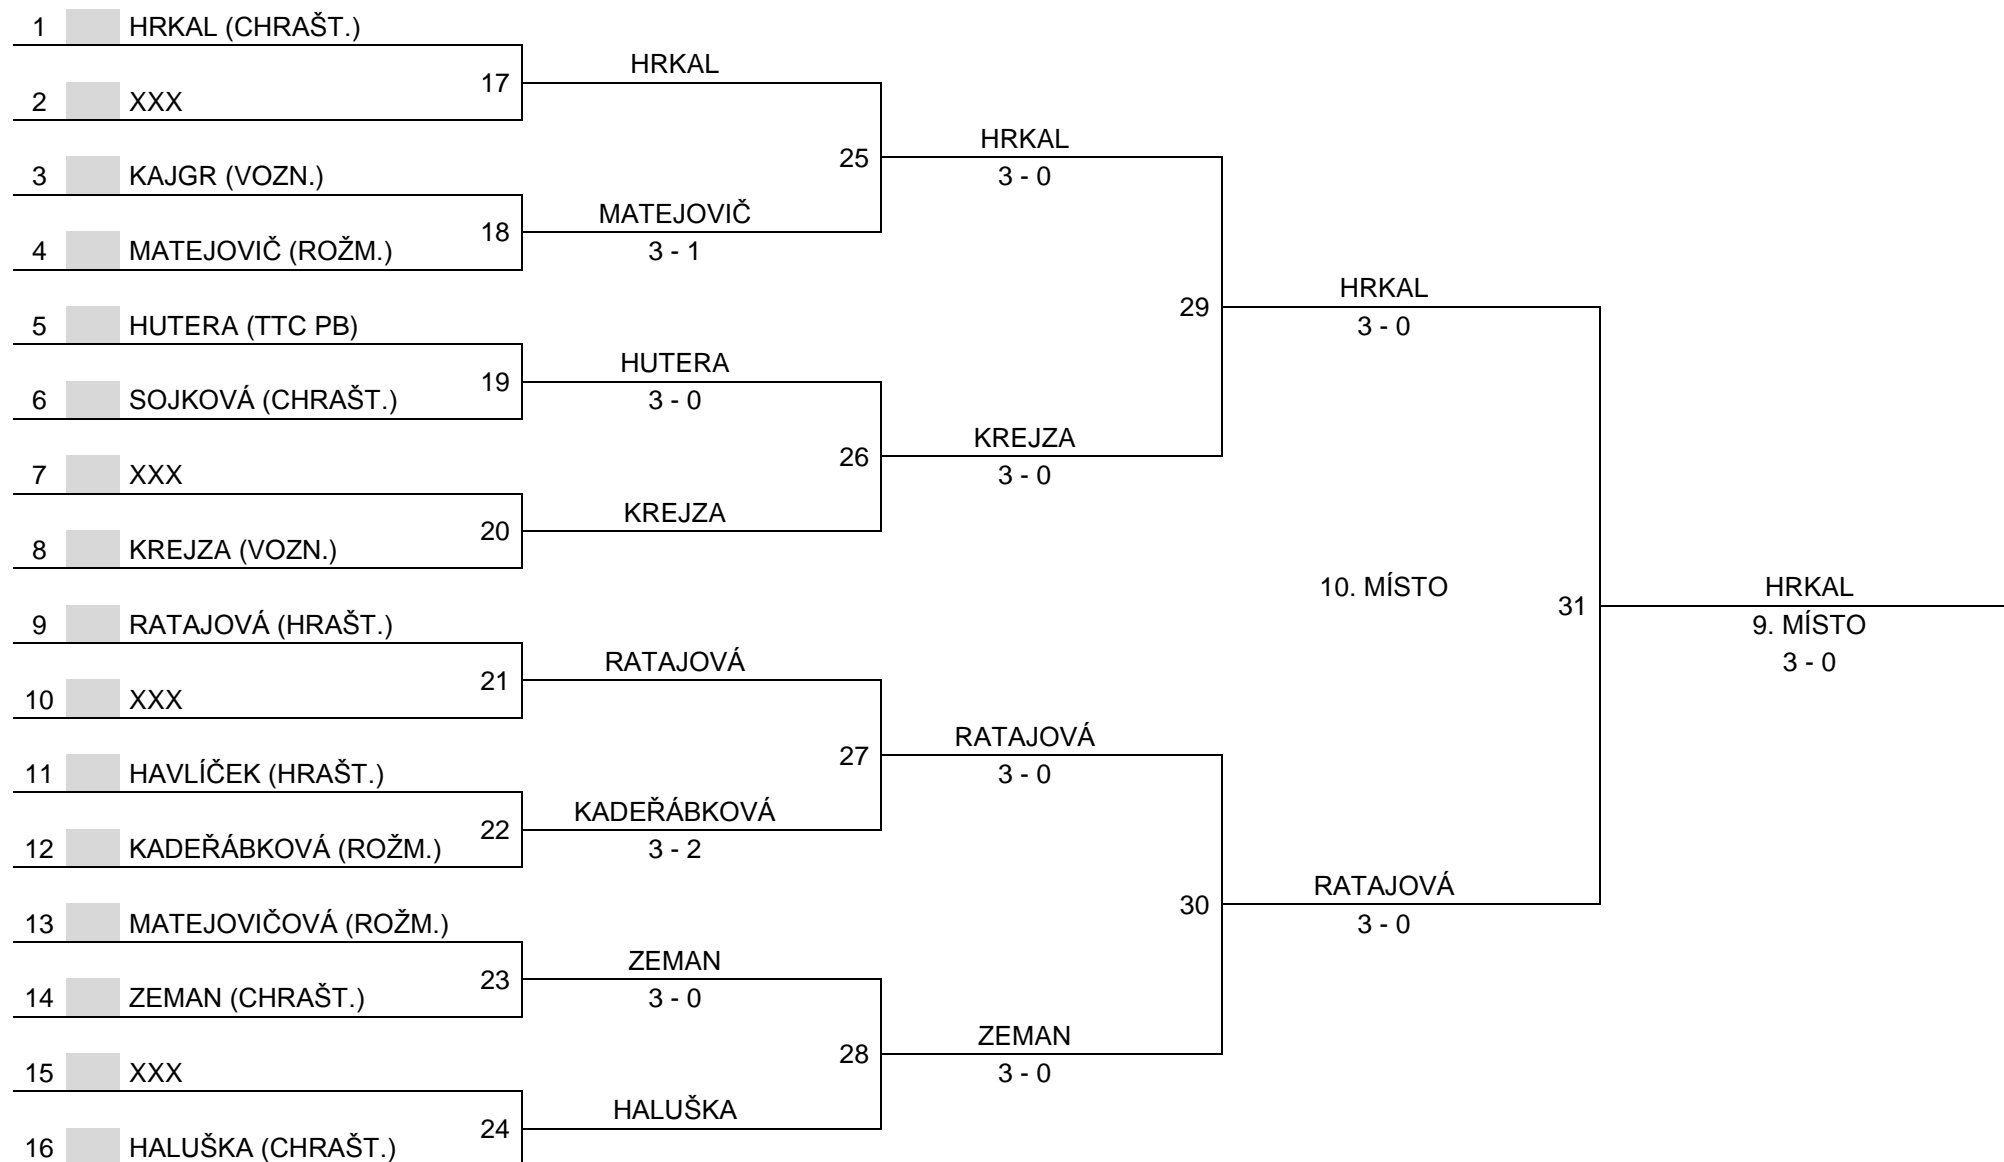 1 HRKAL (CHRAŠT.)
HRKAL
17
2 XXX
HRKAL
25
3 - 0
3 KAJGR (VOZN.)
MATEJOVIČ
18
3 - 1
4 MATEJOVIČ (ROŽM.)
HRKAL
29
3 - 0
5 HUTERA (TTC PB)
HUTERA
19
3 - 0
6 SOJKOVÁ (CHRAŠT.)
KREJZA
26
3 - 0
7 XXX
KREJZA
20
8 KREJZA (VOZN.)
10. MÍSTO
31
HRKAL
9. MÍSTO
3 - 0
9 RATAJOVÁ (HRAŠT.)
RATAJOVÁ
21
10 XXX
RATAJOVÁ
27
3 - 0
11 HAVLÍČEK (HRAŠT.)
KADEŘÁBKOVÁ
22
3 - 2
12 KADEŘÁBKOVÁ (ROŽM.)
RATAJOVÁ
30
3 - 0
13 MATEJOVIČOVÁ (ROŽM.)
ZEMAN
23
3 - 0
14 ZEMAN (CHRAŠT.)
ZEMAN
28
3 - 0
15 XXX
HALUŠKA
24
16 HALUŠKA (CHRAŠT.)